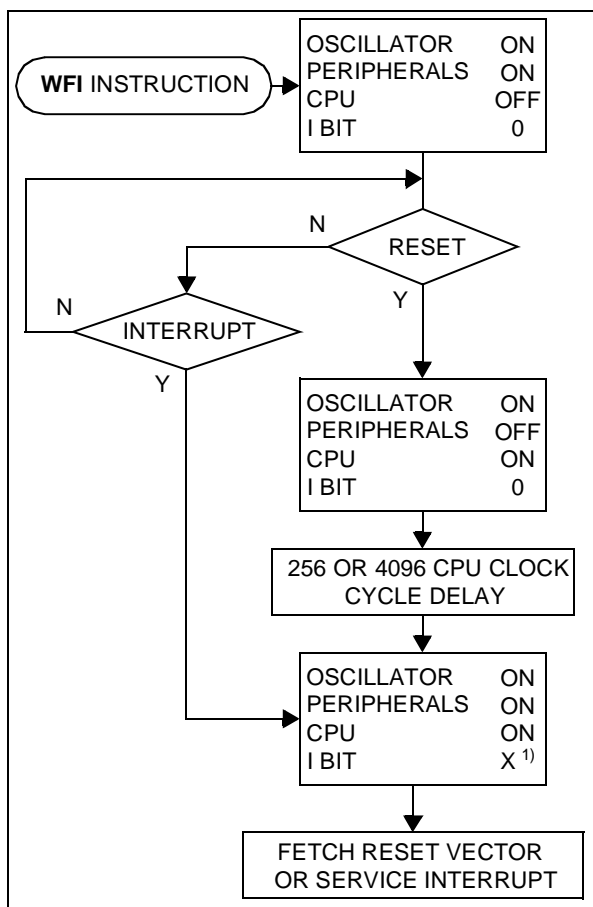 WFI INSTRUCTION
OSCILLATOR ON
PERIPHERALS ON
CPU OFF
I BIT 0
N
RESET
Y
N
INTERRUPT
Y
OSCILLATOR ON
PERIPHERALS OFF
CPU ON
I BIT 0
256 OR 4096 CPU CLOCK
CYCLE DELAY
OSCILLATOR ON
PERIPHERALS ON
CPU ON
I BIT X 1)
FETCH RESET VECTOR
OR SERVICE INTERRUPT